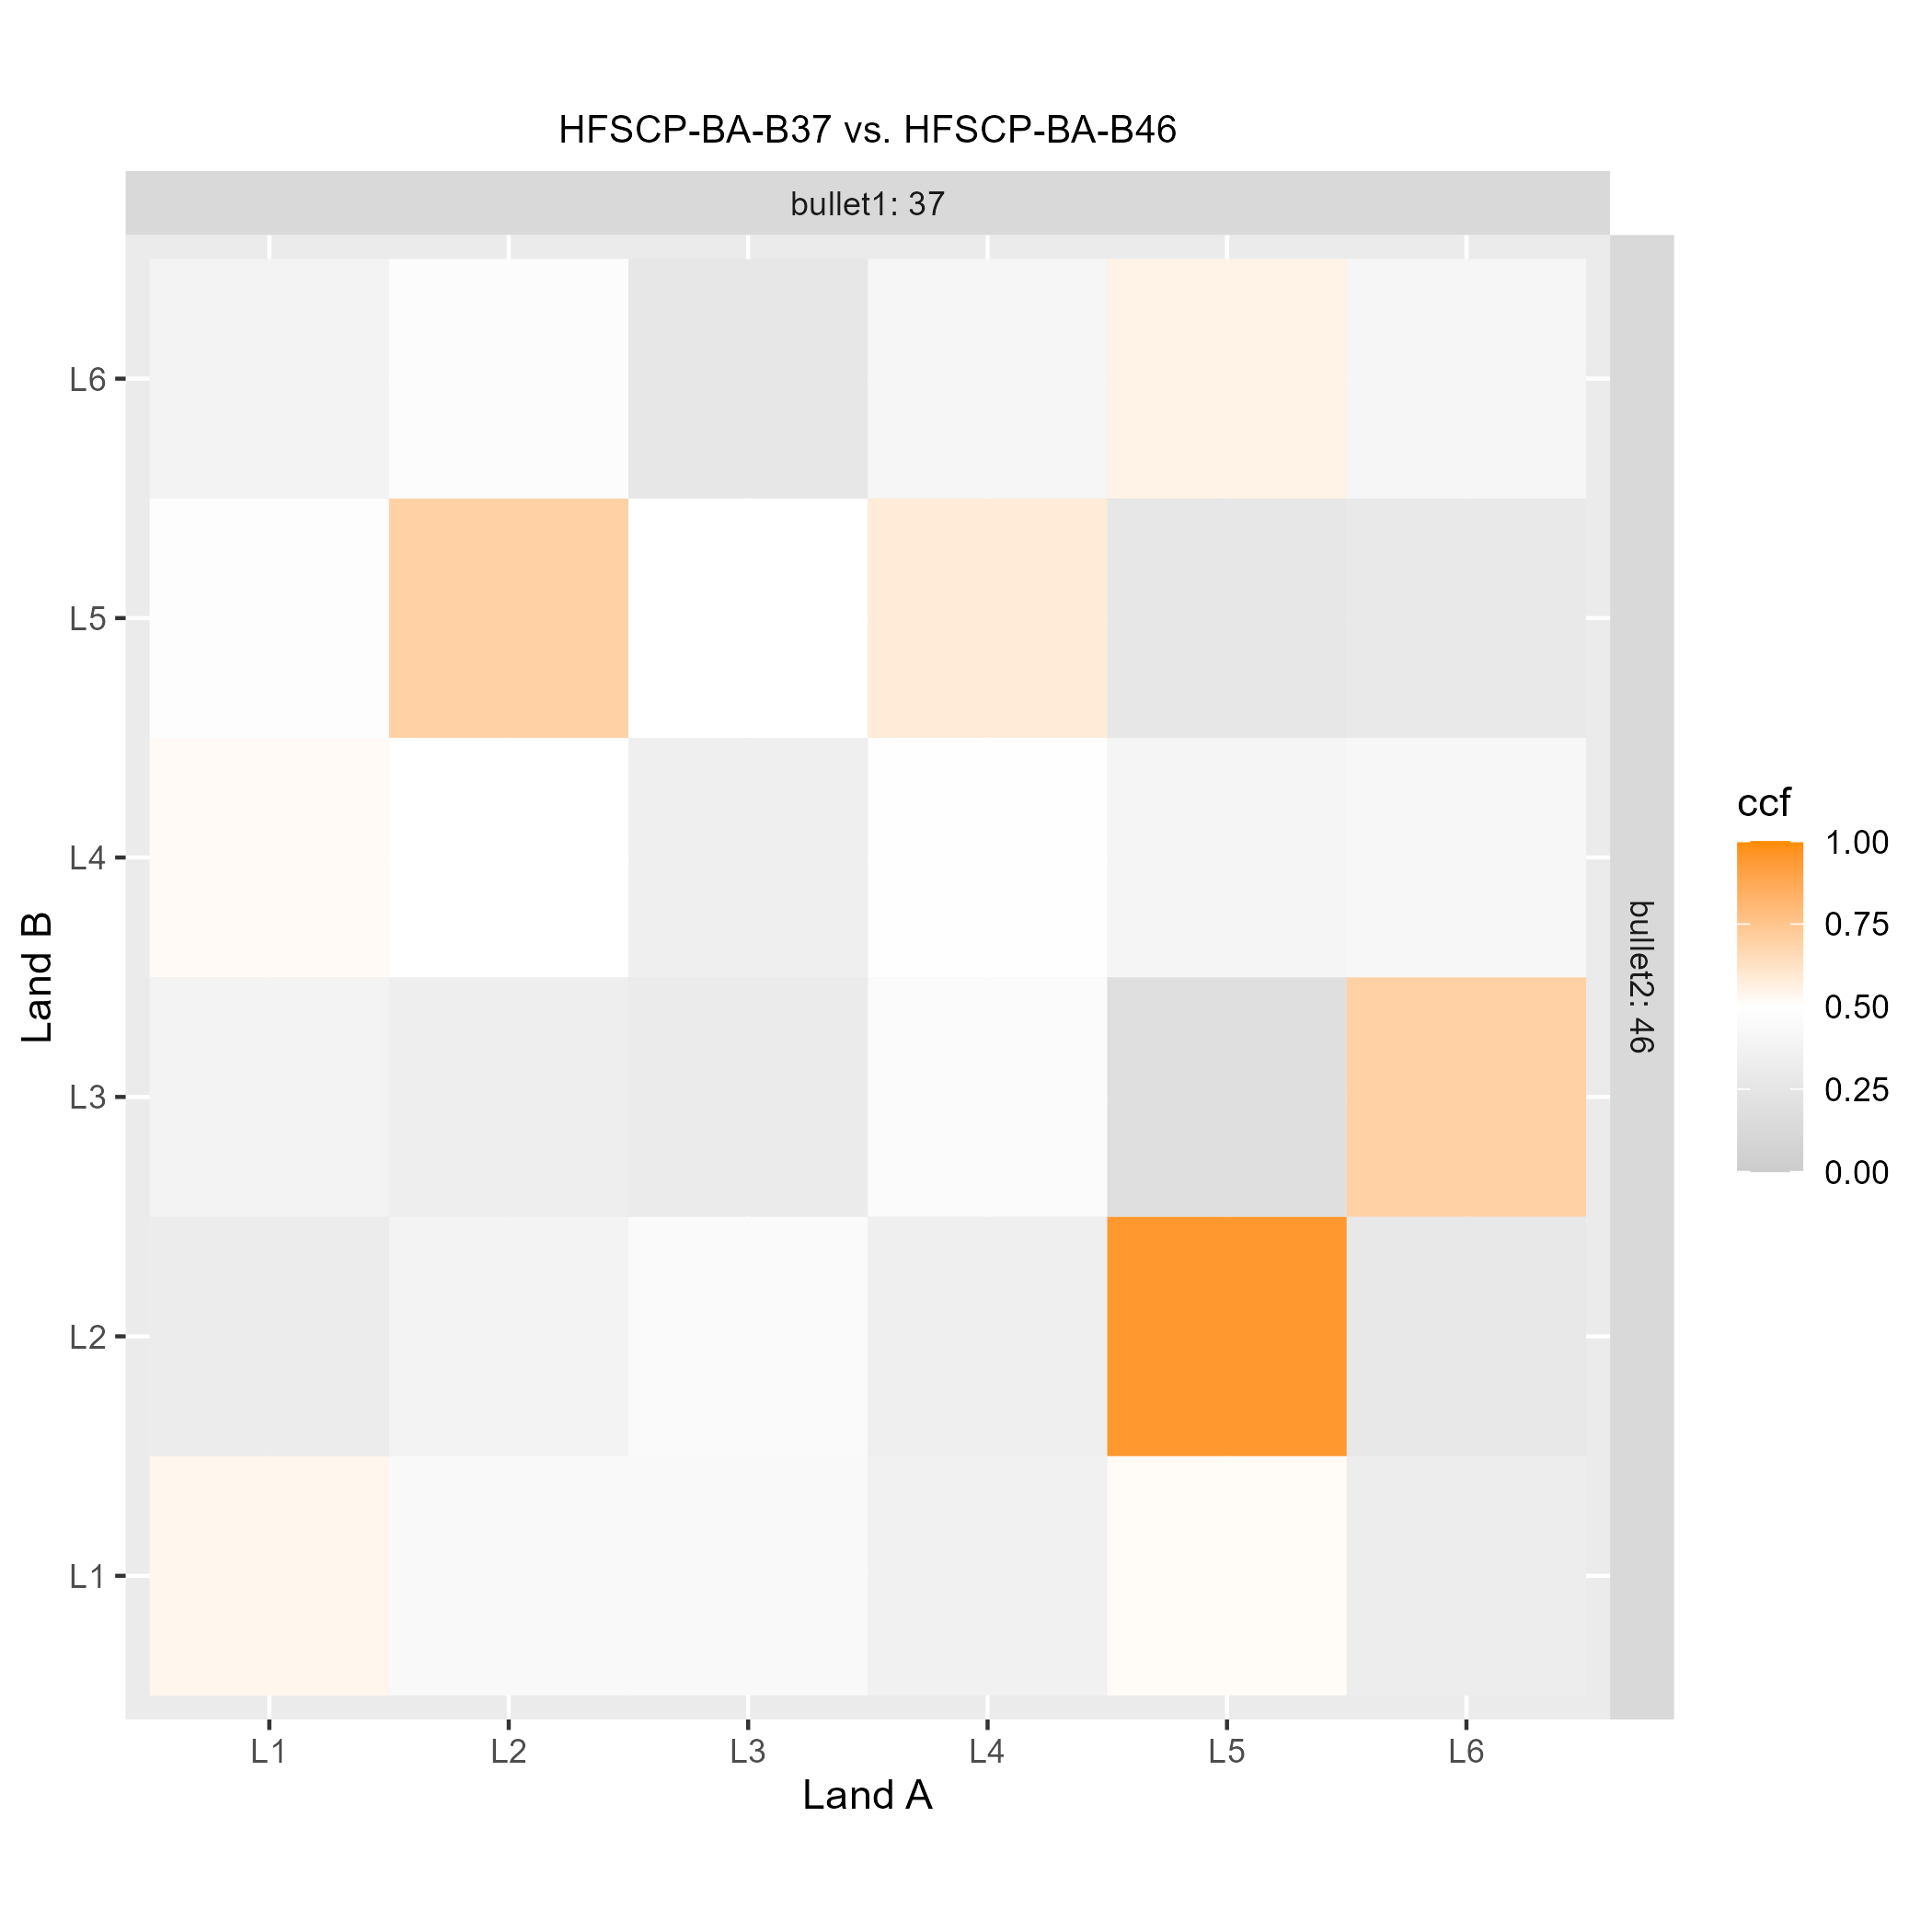 HFSCP-BA-B37 vs. HFSCP-BA-B46
bullet1: 37
L6
L5
L4
L3
L2
L1
Land B
bullet2: 46
L1
L2
L3
L4
L5
L6
Land A
ccf
1.00
0.75
0.50
0.25
0.00